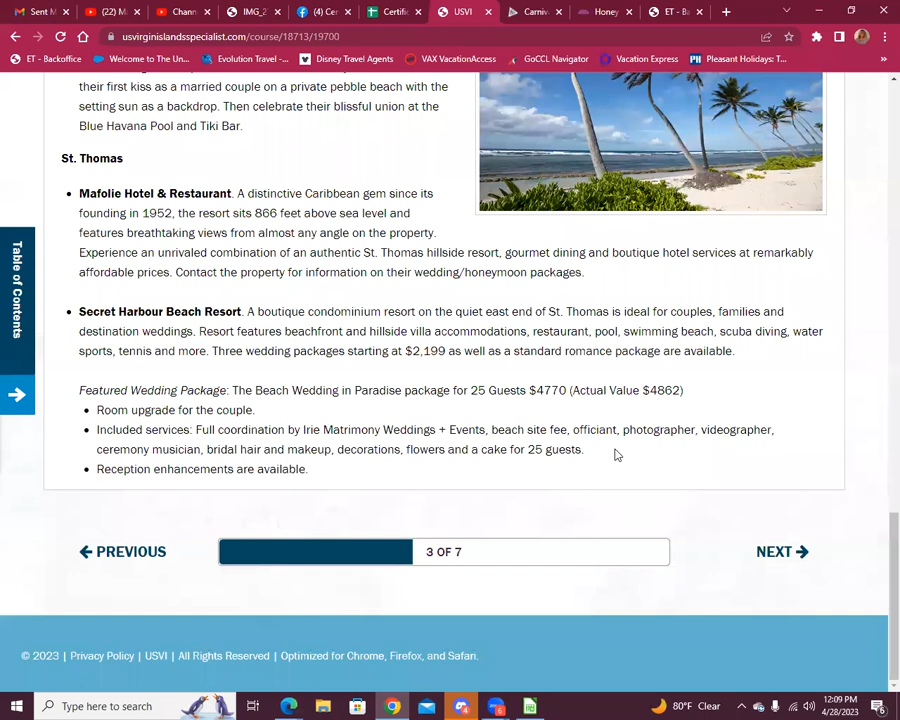 Sent M
(22) M
Chann
IMG_2
(4) Ce
Certific
USVI
Carniv
Honey
ET - Ba
usvirginislandsspecialist.com/course/18713/19700
ET - Backoffice
Welcome to The Un...
Evolution Travel -...
Disney Travel Agents
VAX VacationAccess
GoCCL Navigator
Vacation Express
Pleasant Holidays: T...
their first kiss as a married couple on a private pebble beach with the
setting sun as a backdrop. Then celebrate their blissful union at the
Blue Havana Pool and Tiki Bar.
St. Thomas
Mafolie Hotel & Restaurant. A distinctive Caribbean gem since its
founding in 1952, the resort sits 866 feet above sea level and
features breathtaking views from almost any angle on the property.
Experience an unrivaled combination of an authentic St. Thomas hillside resort, gourmet dining and boutique hotel services at remarkably
affordable prices. Contact the property for information on their wedding/honeymoon packages.
Secret Harbour Beach Resort. A boutique condominium resort on the quiet east end of St. Thomas is ideal for couples, families and
destination weddings. Resort features beachfront and hillside villa accommodations, restaurant, pool, swimming beach, scuba diving, water
sports, tennis and more. Three wedding packages starting at $2,199 as well as a standard romance package are available.
Featured Wedding Package: The Beach Wedding in Paradise package for 25 Guests $4770 (Actual Value $4862)
Room upgrade for the couple.
Included services: Full coordination by Irie Matrimony Weddings + Events, beach site fee, officiant, photographer, videographer,
ceremony musician, bridal hair and makeup, decorations, flowers and a cake for 25 guests.
Reception enhancements are available.
Table of Contents
PREVIOUS
3 OF 7
NEXT
© 2023 | Privacy Policy | USVI | All Rights Reserved | Optimized for Chrome, Firefox, and Safari.
Type here to search
80°F Clear
12:09 PM
4/28/2023